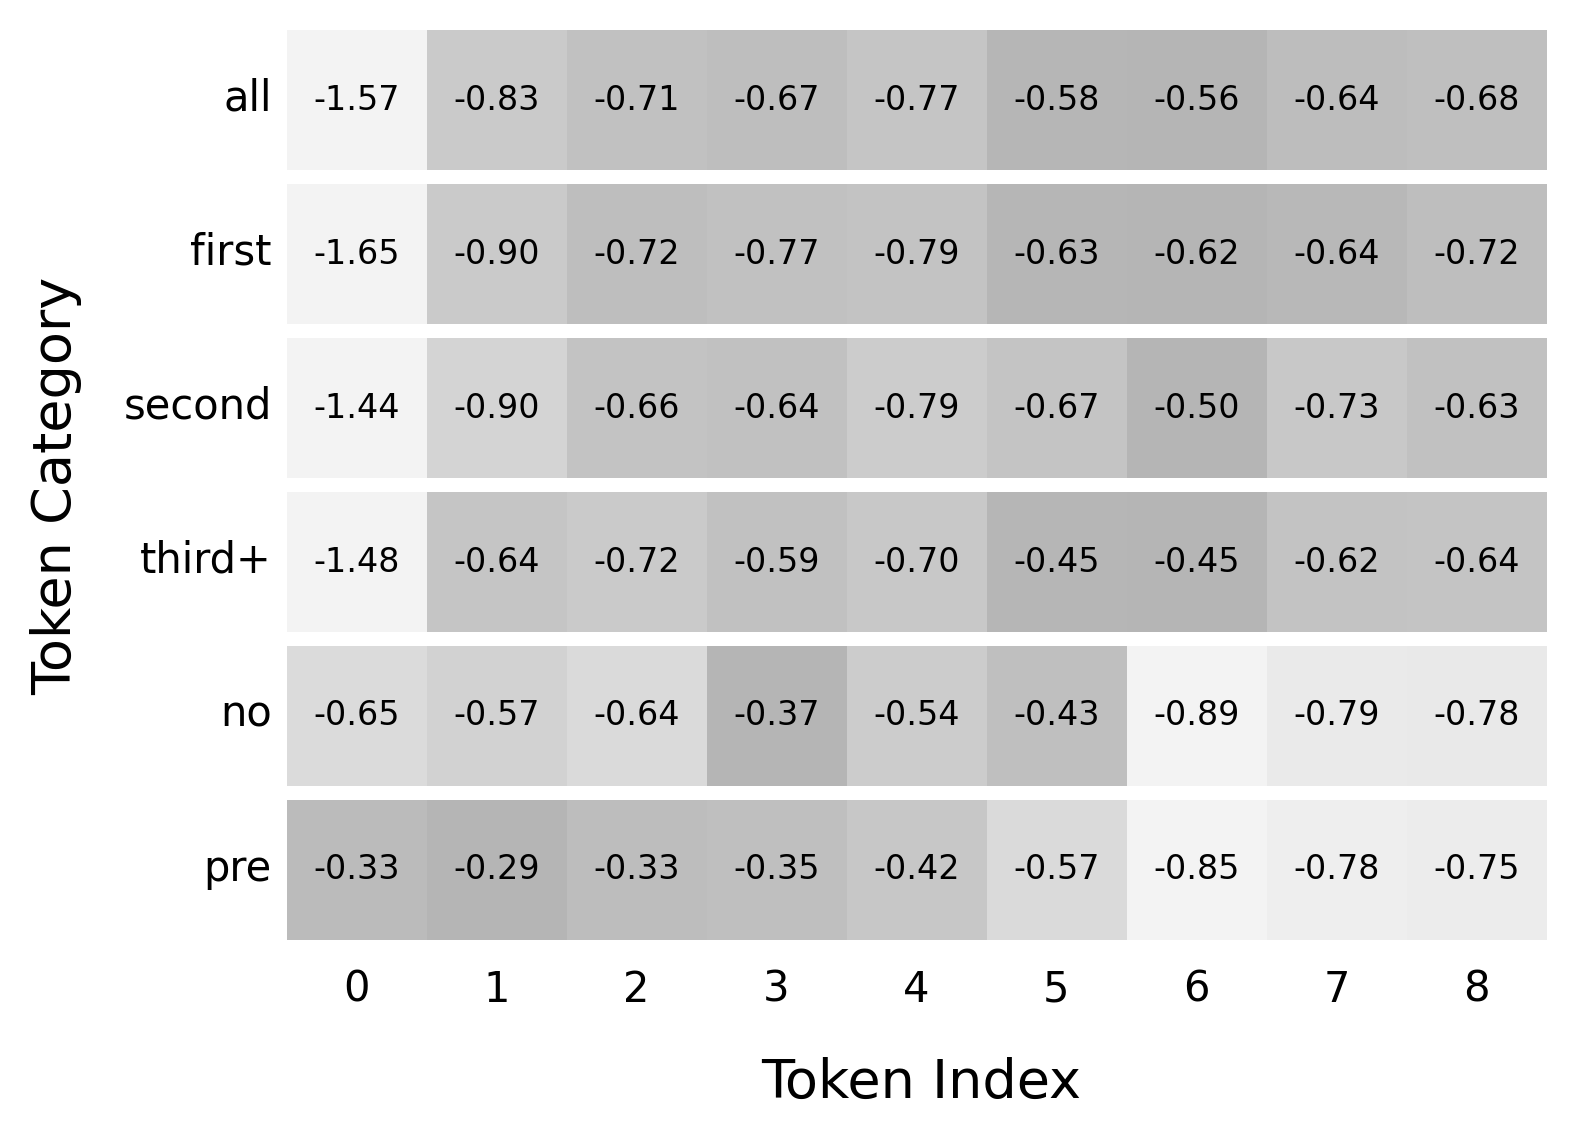 all -1.57 -0.83 -0.71 -0.67 -0.77 -0.58 -0.56 -0.64 -0.68
first -1.65 -0.90 -0.72 -0.77 -0.79 -0.63 -0.62 -0.64 -0.72
second -1.44 -0.90 -0.66 -0.64 -0.79 -0.67 -0.50 -0.73 -0.63
third+ -1.48 -0.64 -0.72 -0.59 -0.70 -0.45 -0.45 -0.62 -0.64
no -0.65 -0.57 -0.64 -0.37 -0.54 -0.43 -0.89 -0.79 -0.78
pre -0.33 -0.29 -0.33 -0.35 -0.42 -0.57 -0.85 -0.78 -0.75
0 1 2 3 4 5 6 7 8
Token Index
Token Category